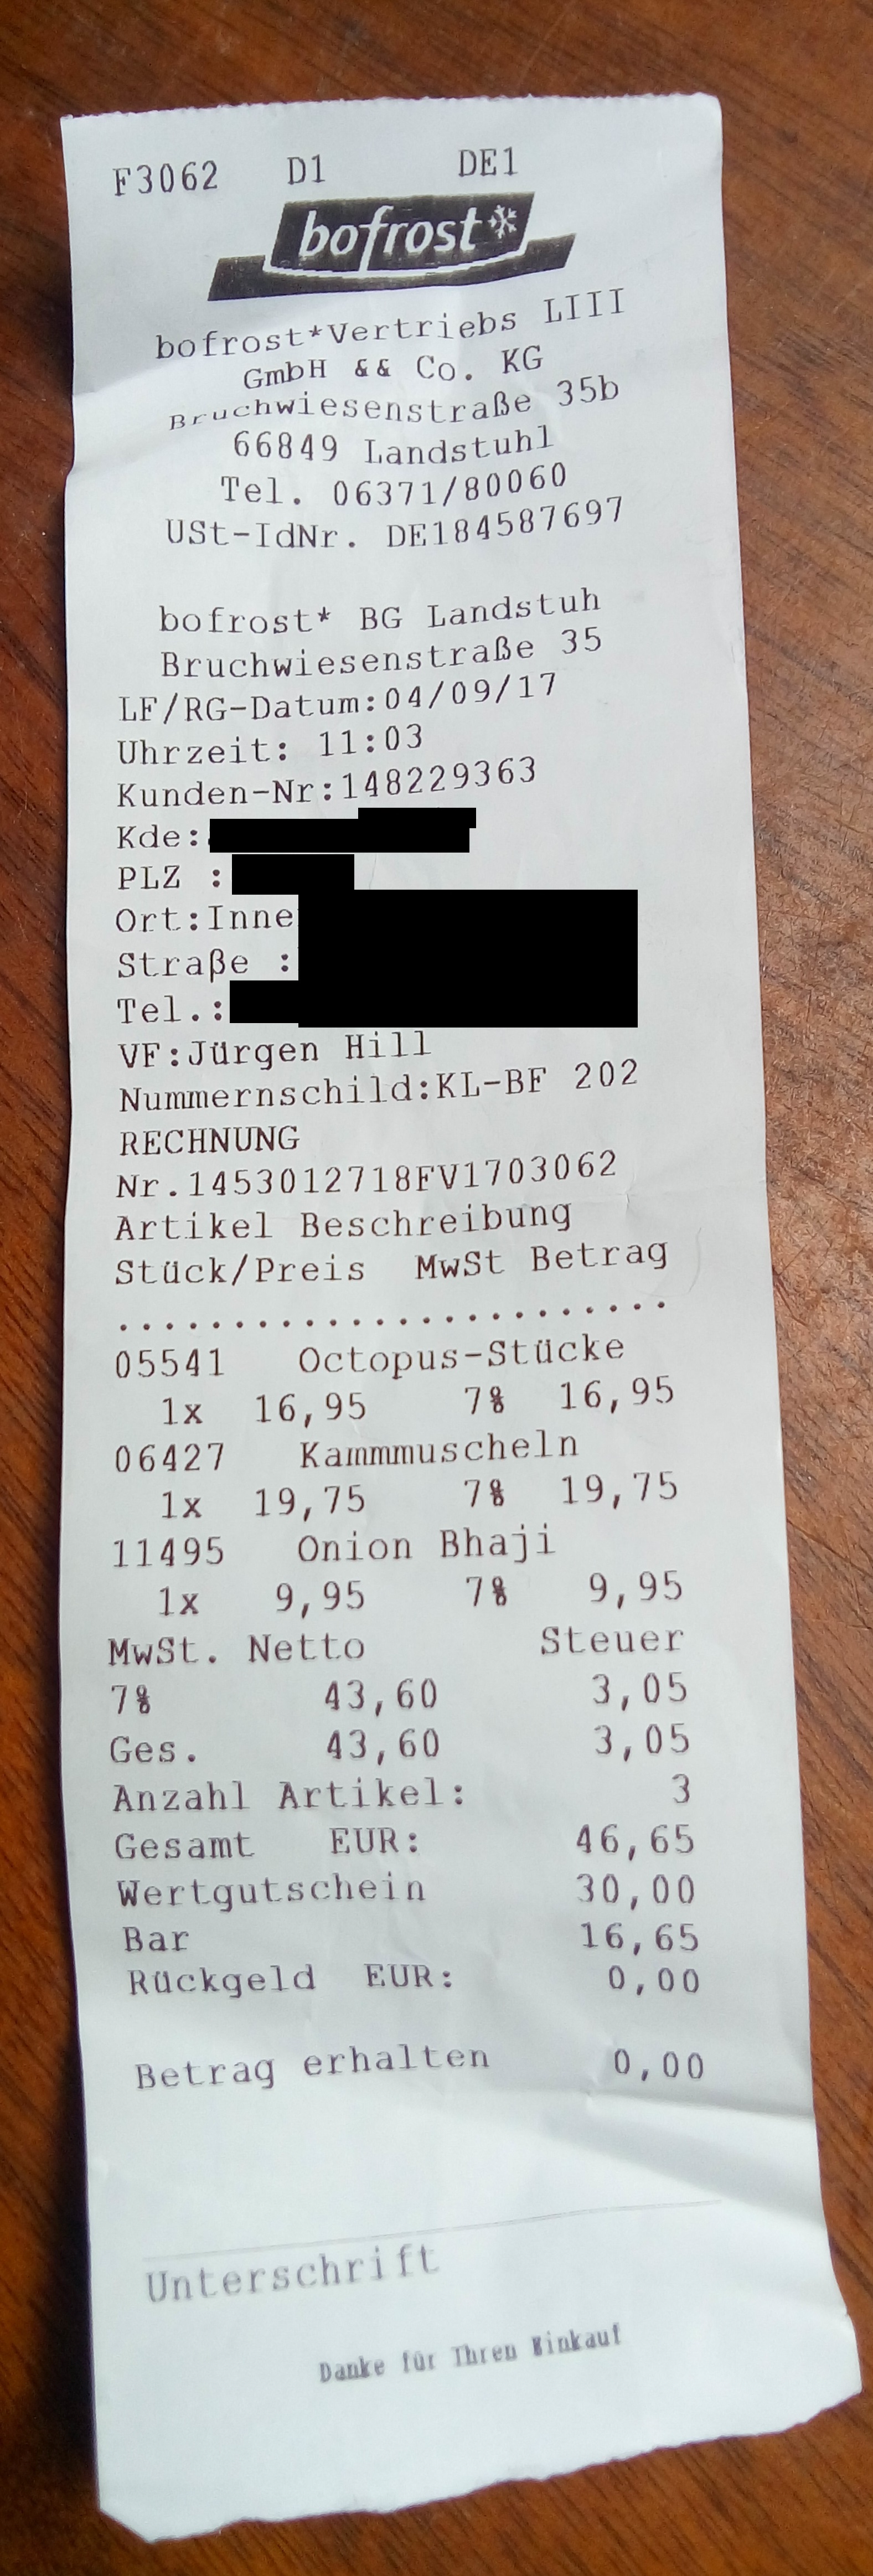 F3062 D1 DE1
bofrost*
bofrost*Vertriebs LIII
GmbH && Co. KG
Bruchwiesenstraße 35b
66849 Landstuhl
Tel. 06371/80060
USt-IdNr. DE184587697
bofrost* BG Landstuh
Bruchwiesenstraße 35
LF/RG-Datum:04/09/17
Uhrzeit: 11:03
Kunden-Nr:148229363
Kde:
PLZ :
Ort:Inne
Straße :
Tel.:
VF:Jürgen Hill
Nummernschild:KL-BF 202
RECHNUNG
Nr.1453012718FV1703062
Artikel Beschreibung
Stück/Preis MwSt Betrag
........................
05541 Octopus-Stücke
1x 16,95 7% 16,95
06427 Kammmuscheln
1x 19,75 7% 19,75
11495 Onion Bhaji
1x 9,95 7% 9,95
MwSt. Netto Steuer
7% 43,60 3,05
Ges. 43,60 3,05
Anzahl Artikel: 3
Gesamt EUR: 46,65
Wertgutschein 30,00
Bar 16,65
Rückgeld EUR: 0,00
Betrag erhalten 0,00
Unterschrift
Danke für Ihren Einkauf